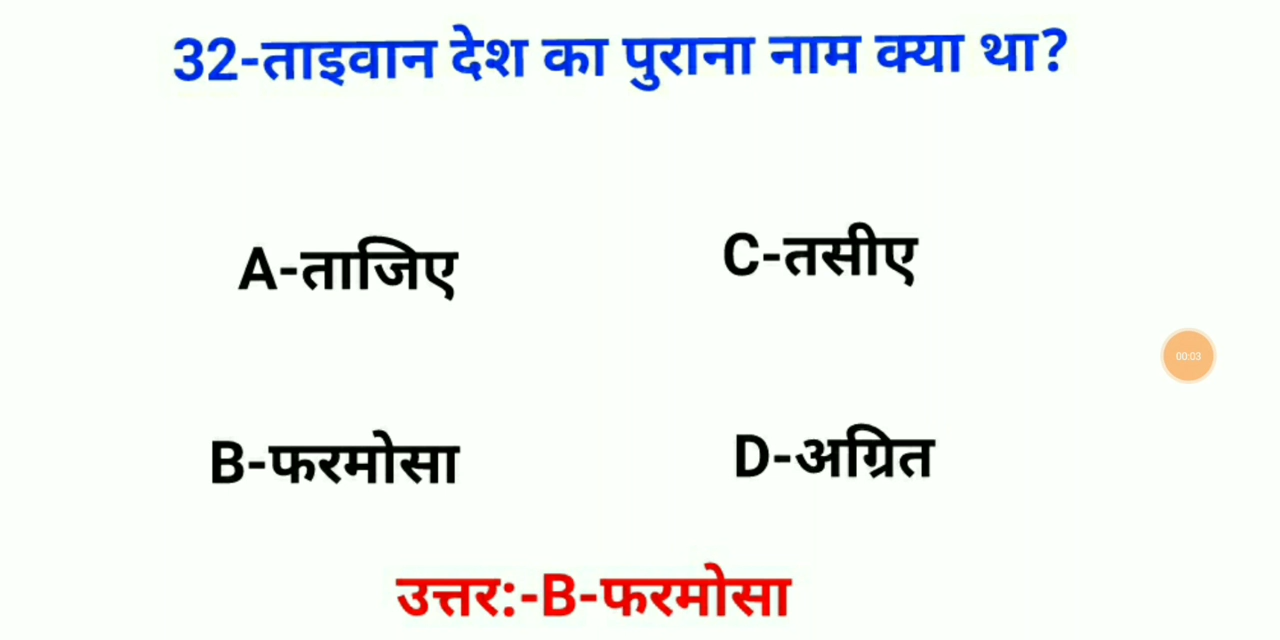 32-ताइवान देश का पुराना नाम क्या था?
A-ताजिए
C-तसीए
00:03
B-फरमोसा
D-अग्रित
उत्तर:-B-फरमोसा